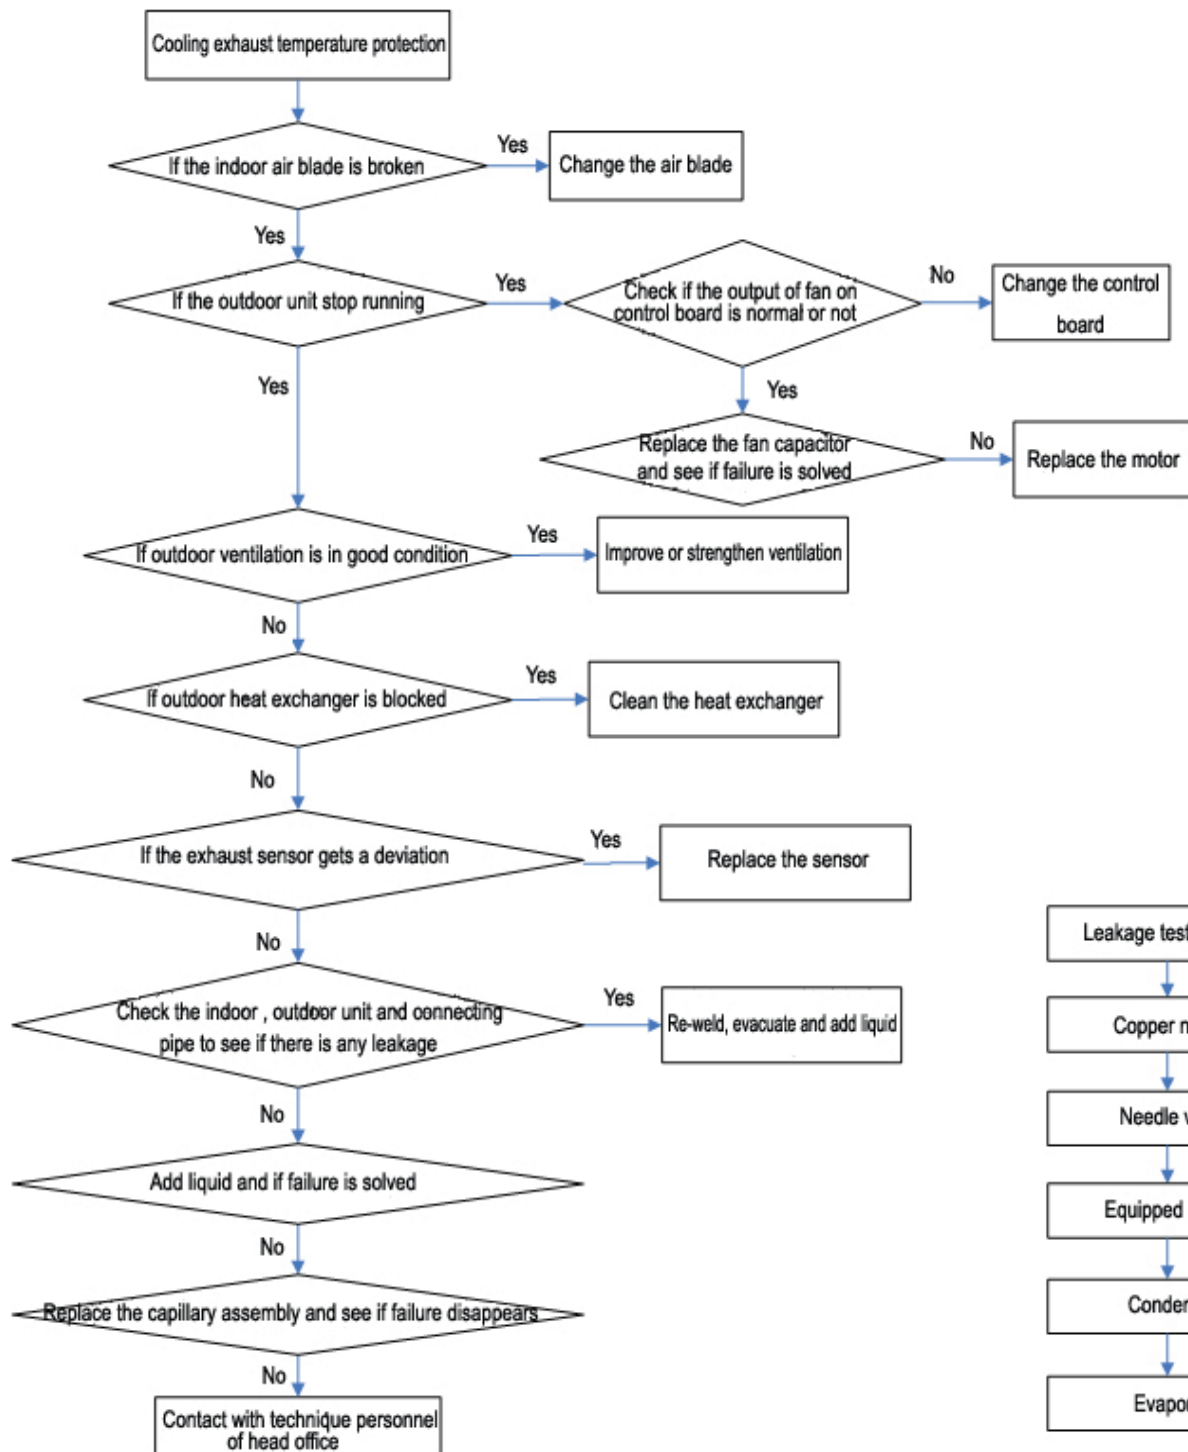 Cooling exhaust temperature protection
If the indoor air blade is broken
Yes
Change the air blade
Yes
If the outdoor unit stop running
Yes
Check if the output of fan on
control board is normal or not
No
Change the control
board
Yes
Yes
Replace the fan capacitor
and see if failure is solved
No
Replace the motor
If outdoor ventilation is in good condition
Yes
Improve or strengthen ventilation
No
If outdoor heat exchanger is blocked
Yes
Clean the heat exchanger
No
If the exhaust sensor gets a deviation
Yes
Replace the sensor
No
Check the indoor , outdoor unit and connecting
pipe to see if there is any leakage
Yes
Re-weld, evacuate and add liquid
No
Add liquid and if failure is solved
No
Replace the capillary assembly and see if failure disappears
No
Contact with technique personnel
of head office
Leakage test
Copper
Needle
Equipped